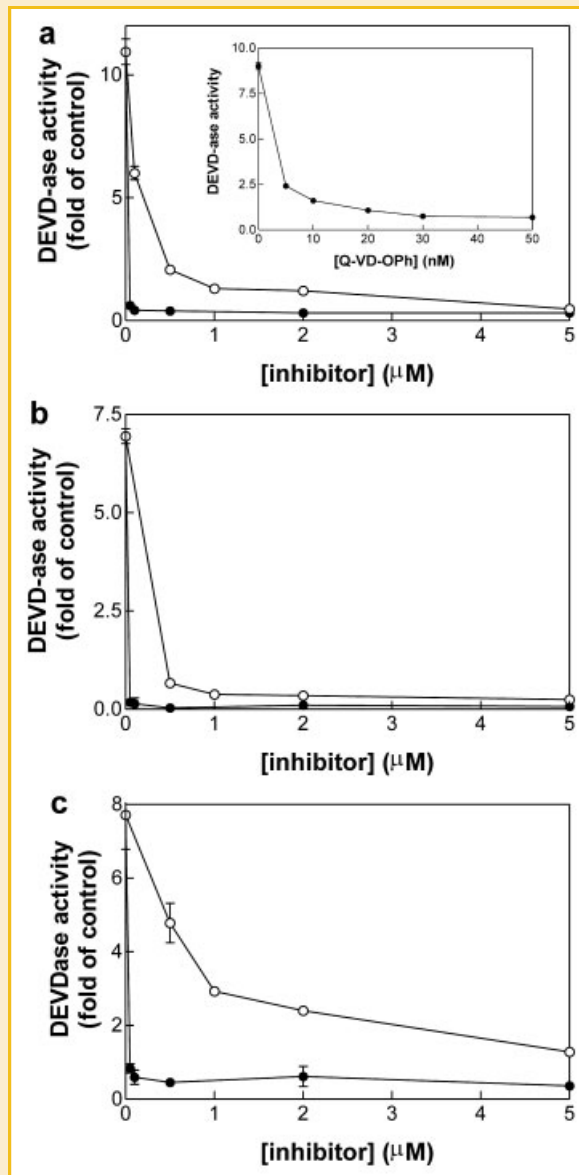 a
DEVD-ase activity
(fold of control)
10
5
0
0 1 2 3 4 5
[inhibitor] (μM)
DEVD-ase activity
10.0
7.5
5.0
2.5
0.0
0 10 20 30 40 50
[Q-VD-OPh] (nM)
b
DEVD-ase activity
(fold of control)
7.5
5.0
2.5
0.0
0 1 2 3 4 5
[inhibitor] (μM)
c
DEVDase activity
(fold of control)
8
6
4
2
0
0 1 2 3 4 5
[inhibitor] (μM)